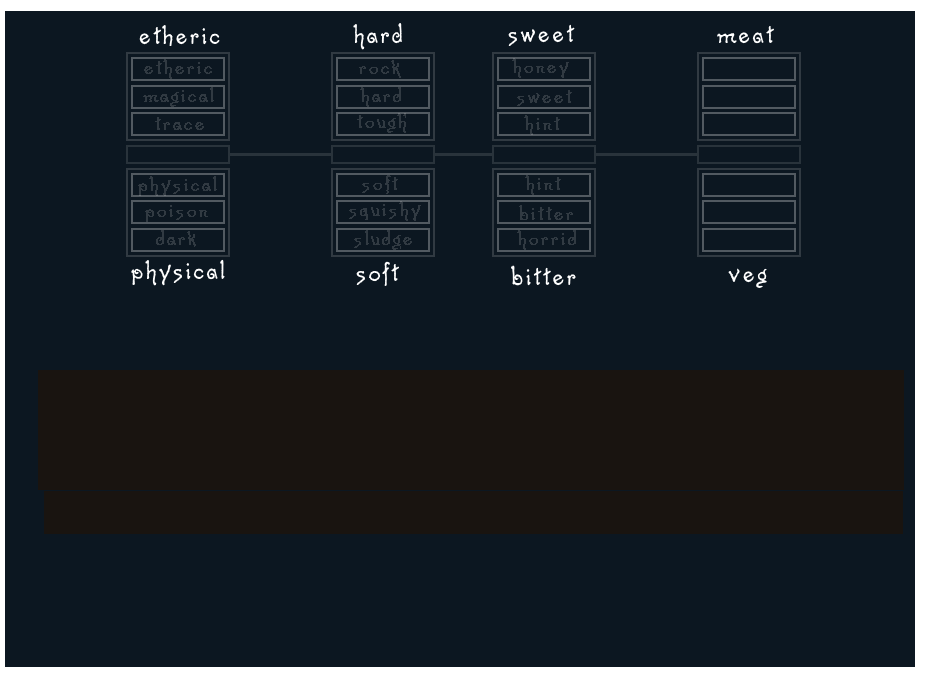 etheric hard sweet meat
etheric rock honey
magical hard sweet
trace tough hint
physical soft hint
poison squishy bitter
dark sludge horrid
physical soft bitter veg